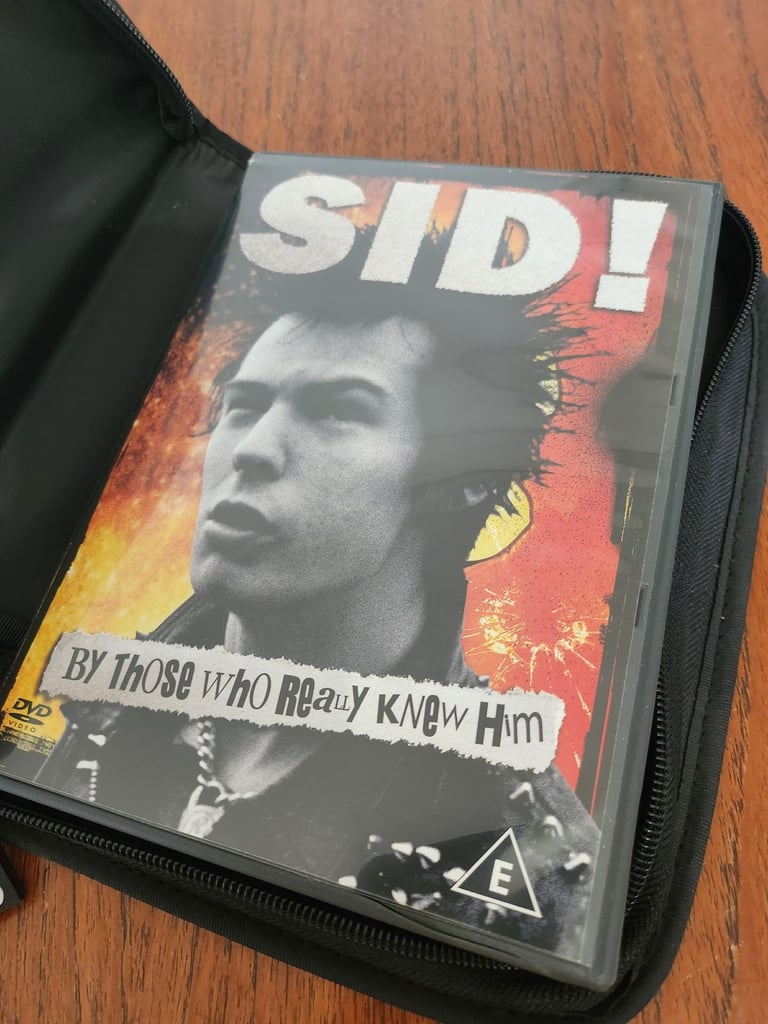 SID!
BY THOSE WHO REALLY KNEW HIM
DVD
VIDEO
E